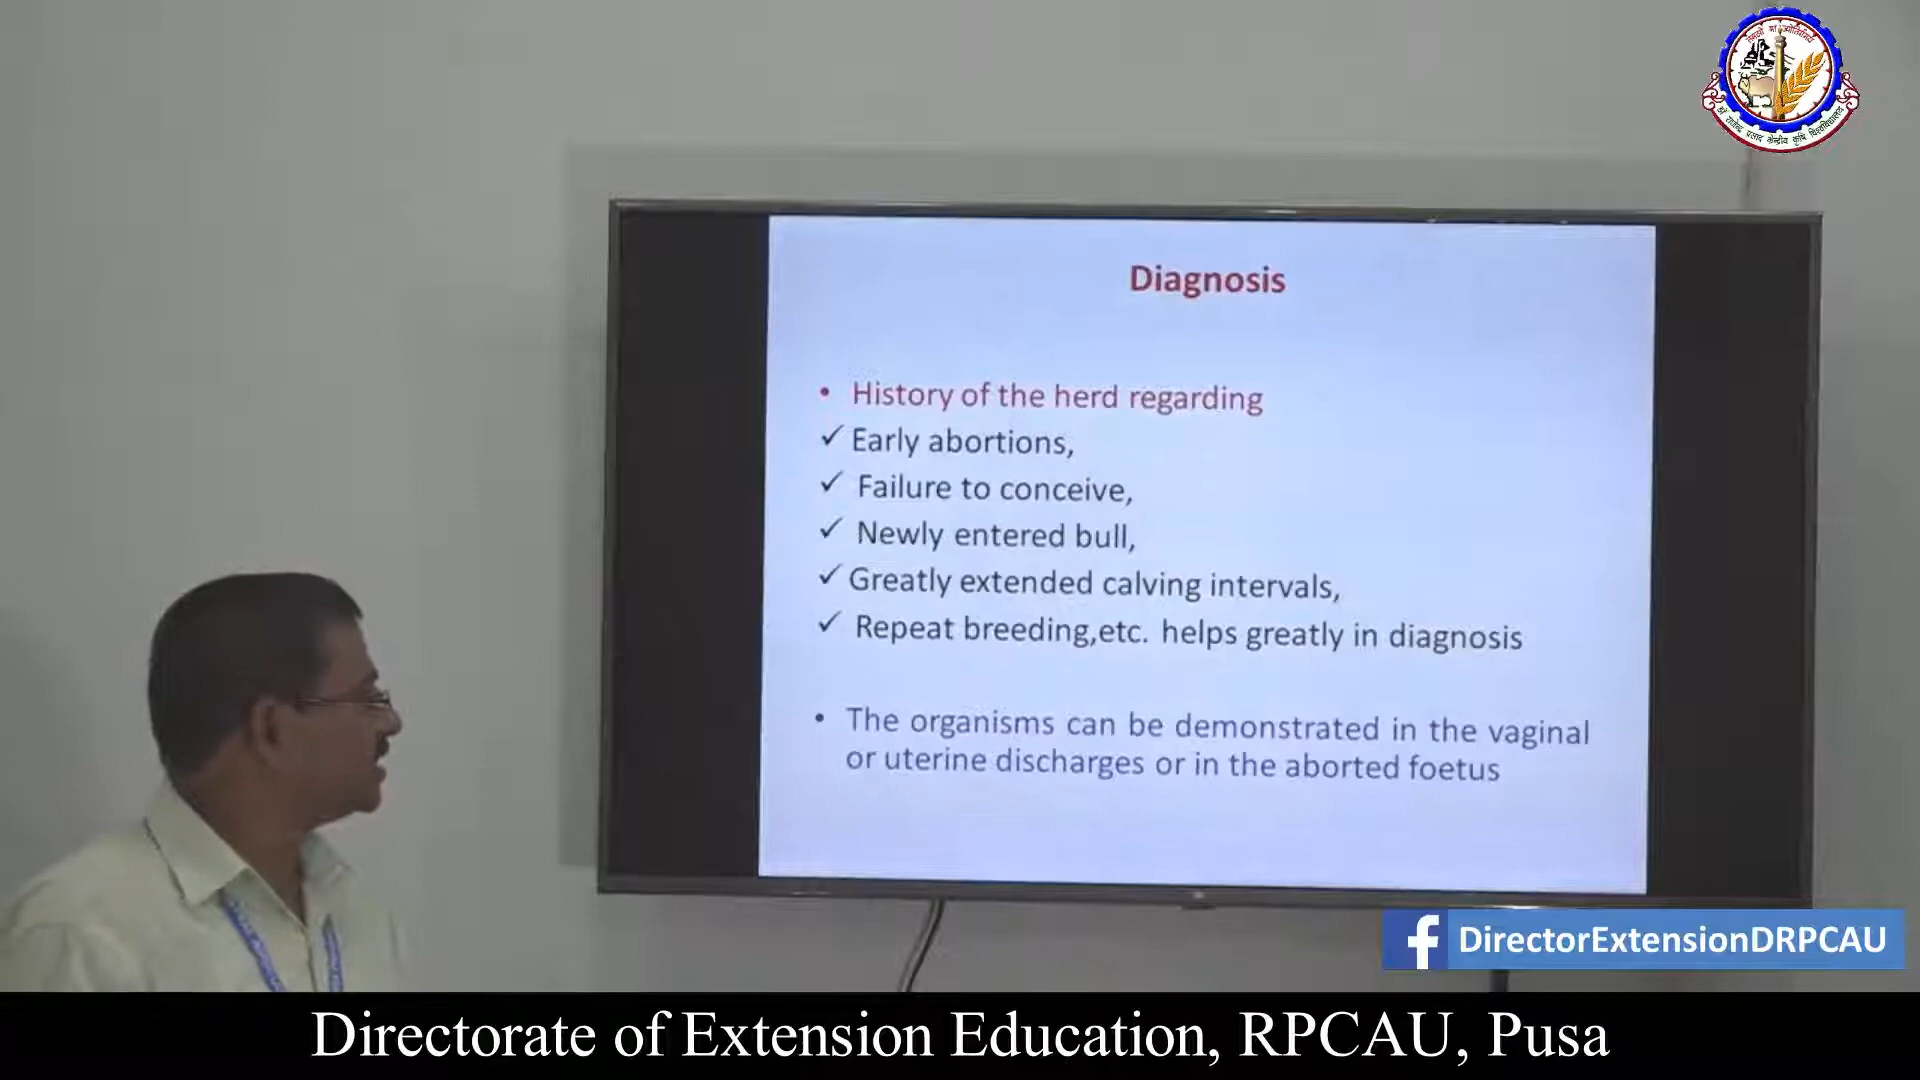 Diagnosis
• History of the herd regarding
✓ Early abortions,
✓ Failure to conceive,
✓ Newly entered bull,
✓ Greatly extended calving intervals,
✓ Repeat breeding,etc. helps greatly in diagnosis
• The organisms can be demonstrated in the vaginal
or uterine discharges or in the aborted foetus
DirectorExtensionDRPCAU
Directorate of Extension Education, RPCAU, Pusa